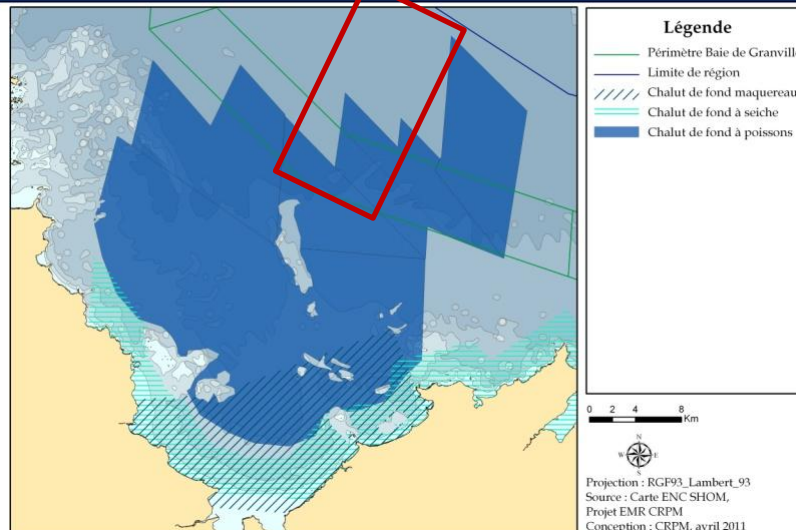 Légende
Périmètre Baie de Granville
Limite de région
Chalut de fond maquereau
Chalut de fond à seiche
Chalut de fond à poissons
0 2 4 8
Km
N
W E
S
Projection : RGF93_Lambert_93
Source : Carte ENC SHOM,
Projet EMR CRPM
Conception : CRPM, avril 2011